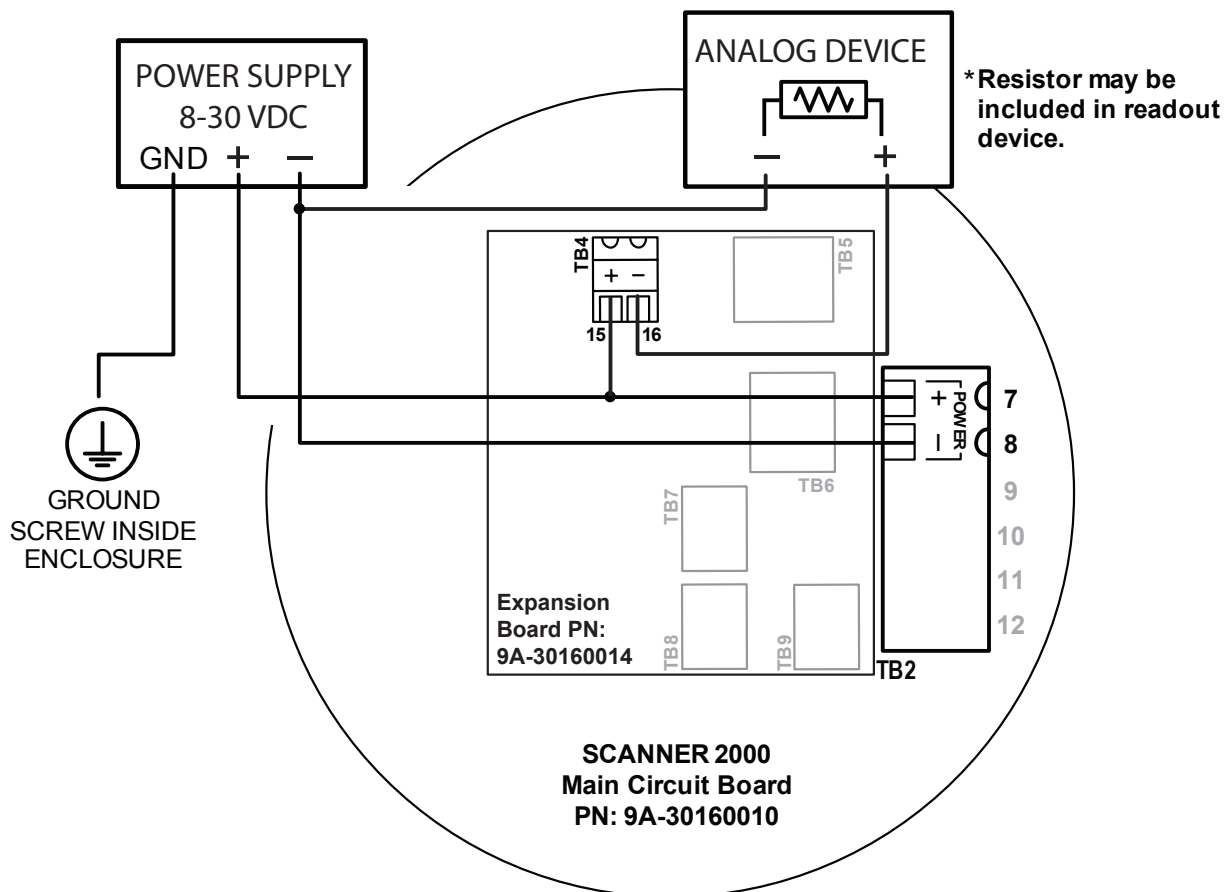 POWER SUPPLY
8-30 VDC
GND + –
ANALOG DEVICE
– +
*Resistor may be
included in readout
device.
TB4
+ –
15 16
TB5
+
–
POWER
7
8
9
10
11
12
TB6
TB7
TB8
TB9
TB2
GROUND
SCREW INSIDE
ENCLOSURE
Expansion
Board PN:
9A-30160014
SCANNER 2000
Main Circuit Board
PN: 9A-30160010